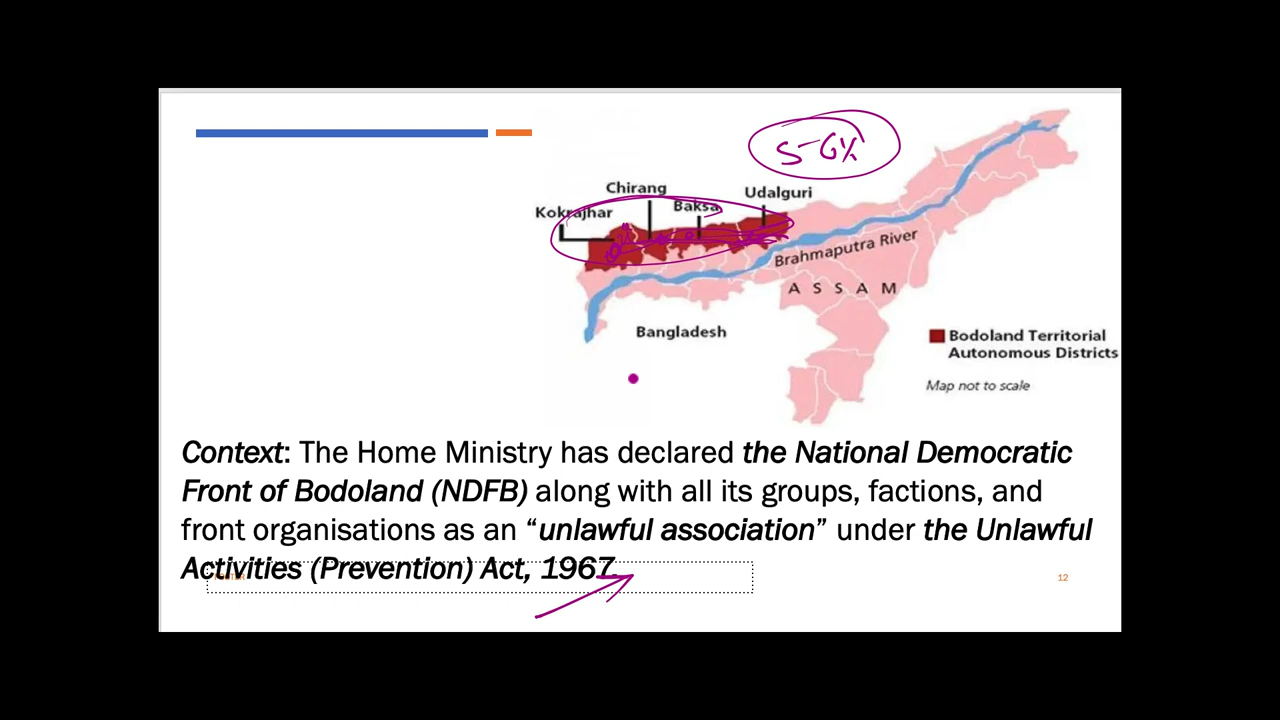 5-6%
Chirang
Udalguri
Baksa
Kokrajhar
Brahmaputra River
ASSAM
Bangladesh
Bodoland Territorial
Autonomous Districts
Map not to scale
Context: The Home Ministry has declared the National Democratic
Front of Bodoland (NDFB) along with all its groups, factions, and
front organisations as an “unlawful association” under the Unlawful
Activities (Prevention) Act, 1967.
12